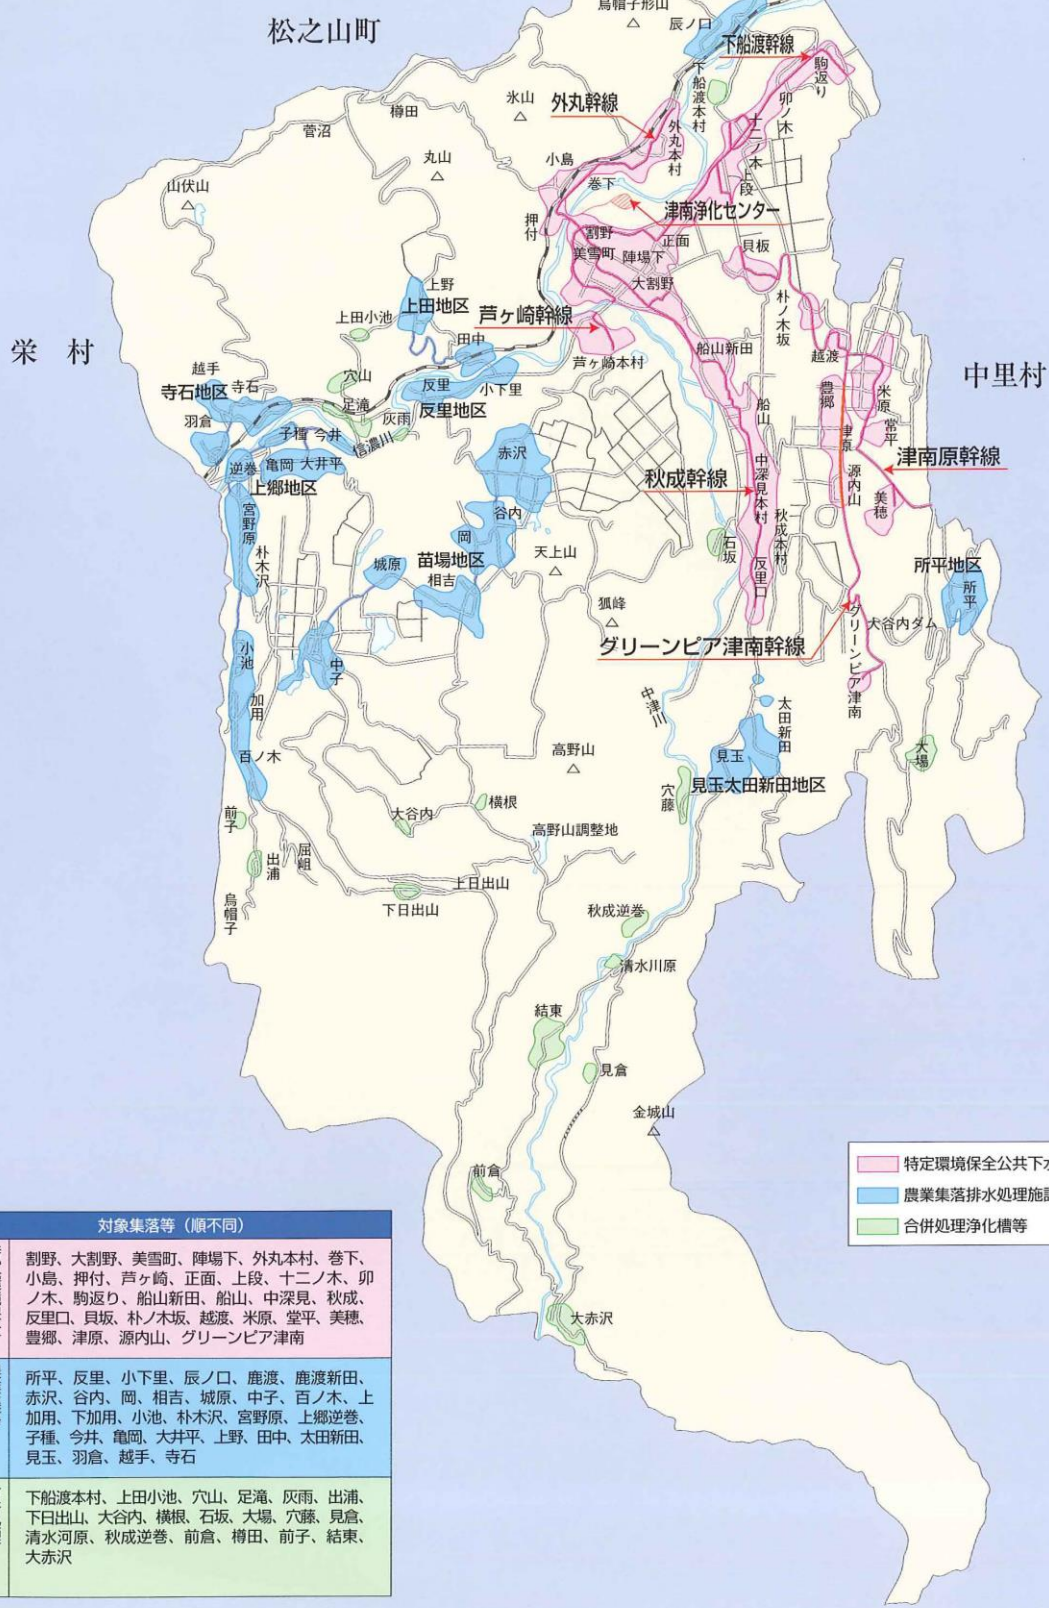 松之山町
烏帽子形山
辰ノ口
下船渡幹線
駒返り
下船渡本村
卯ノ木
氷山
外丸幹線
樽田
菅沼
外丸本村
十二ノ木
丸山
小島
上段
山伏山
巻下
津南浄化センター
押付
割野
正面
美雪町
陣場下
貝板
上野
上田地区
大割野
朴ノ木坂
上田小池
芦ヶ崎幹線
栄村
田中
船山新田
越渡
中里村
越手
穴山
芦ヶ崎本村
寺石地区
寺石
反里
小下里
豊郷
米原
足滝
反里地区
船山
羽倉
灰雨
常平
子種
今井
信濃川
津原
逆巻
亀岡
大井平
赤沢
津南原幹線
上郷地区
秋成幹線
中深見本村
源内山
美穂
宮野原
谷内
秋成本村
岡
石坂
朴木沢
苗場地区
天上山
反里口
所平地区
城原
相吉
所平
狐峰
大谷内ダム
グリーンピア津南
グリーンピア津南幹線
小池
中子
中津川
加用
太田新田
百ノ木
高野山
見玉
大場
見玉太田新田地区
穴藤
前子
大谷内
横根
高野山調整地
屈岨
出浦
上日出山
下日出山
烏帽子
秋成逆巻
清水川原
結東
見倉
金城山
前倉
大赤沢
特定環境保全公共下水
農業集落排水処理施設
合併処理浄化槽等
対象集落等（順不同）
割野、大割野、美雪町、陣場下、外丸本村、巻下、
小島、押付、芦ヶ崎、正面、上段、十二ノ木、卯
ノ木、駒返り、船山新田、船山、中深見、秋成、
反里口、貝坂、朴ノ木坂、越渡、米原、堂平、美穂、
豊郷、津原、源内山、グリーンピア津南
所平、反里、小下里、辰ノ口、鹿渡、鹿渡新田、
赤沢、谷内、岡、相吉、城原、中子、百ノ木、上
加用、下加用、小池、朴木沢、宮野原、上郷逆巻、
子種、今井、亀岡、大井平、上野、田中、太田新田、
見玉、羽倉、越手、寺石
下船渡本村、上田小池、穴山、足滝、灰雨、出浦、
下日出山、大谷内、横根、石坂、大場、穴藤、見倉、
清水河原、秋成逆巻、前倉、樽田、前子、結東、
大赤沢